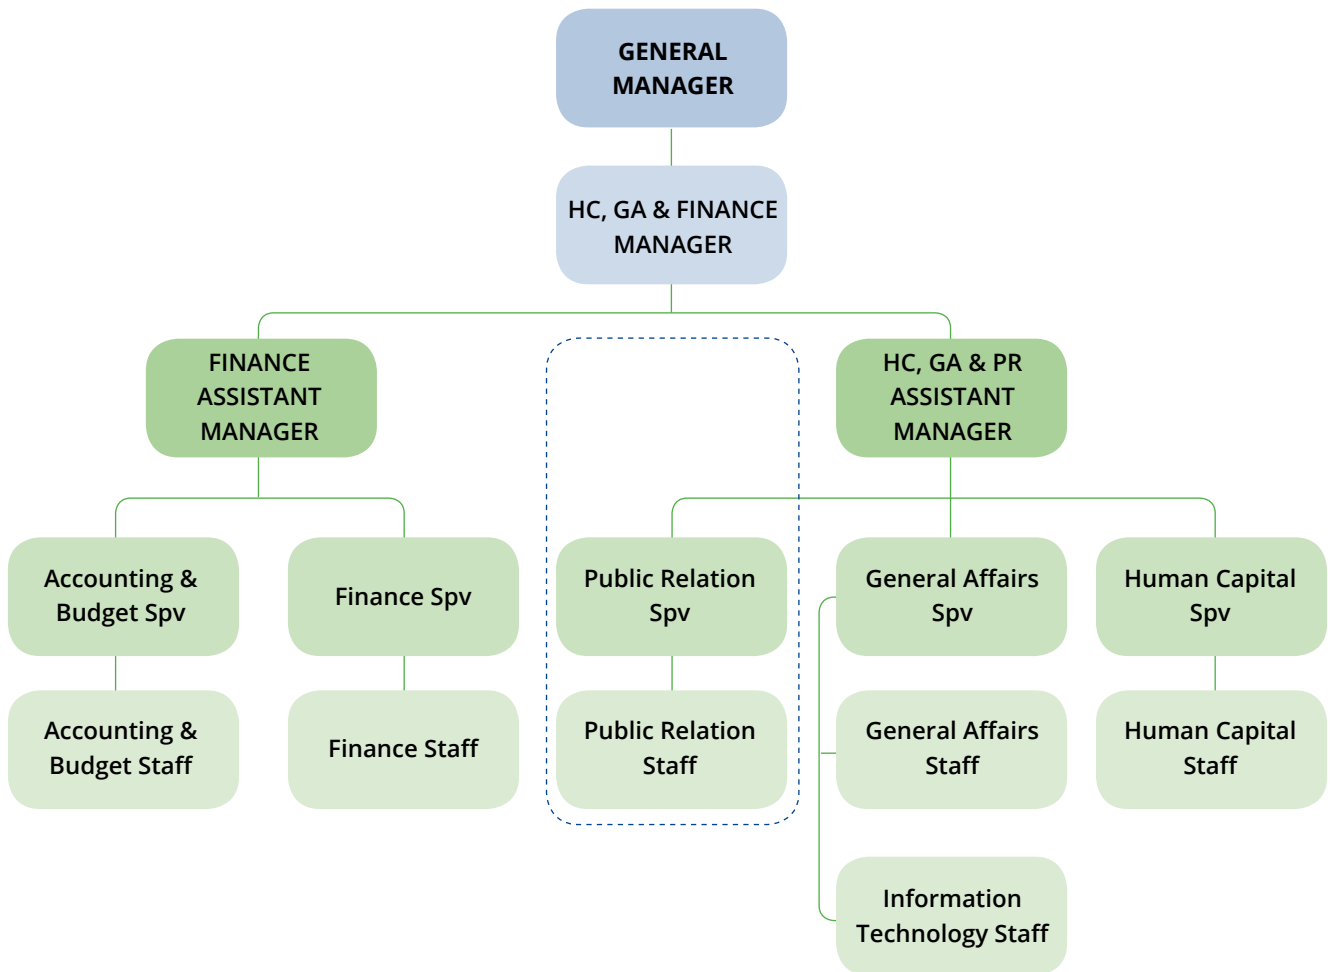 GENERAL
MANAGER
HC, GA & FINANCE
MANAGER
FINANCE
ASSISTANT
MANAGER
HC, GA & PR
ASSISTANT
MANAGER
Accounting &
Budget Spv
Finance Spv
Public Relation
Spv
General Affairs
Spv
Human Capital
Spv
Accounting &
Budget Staff
Finance Staff
Public Relation
Staff
General Affairs
Staff
Human Capital
Staff
Information
Technology Staff